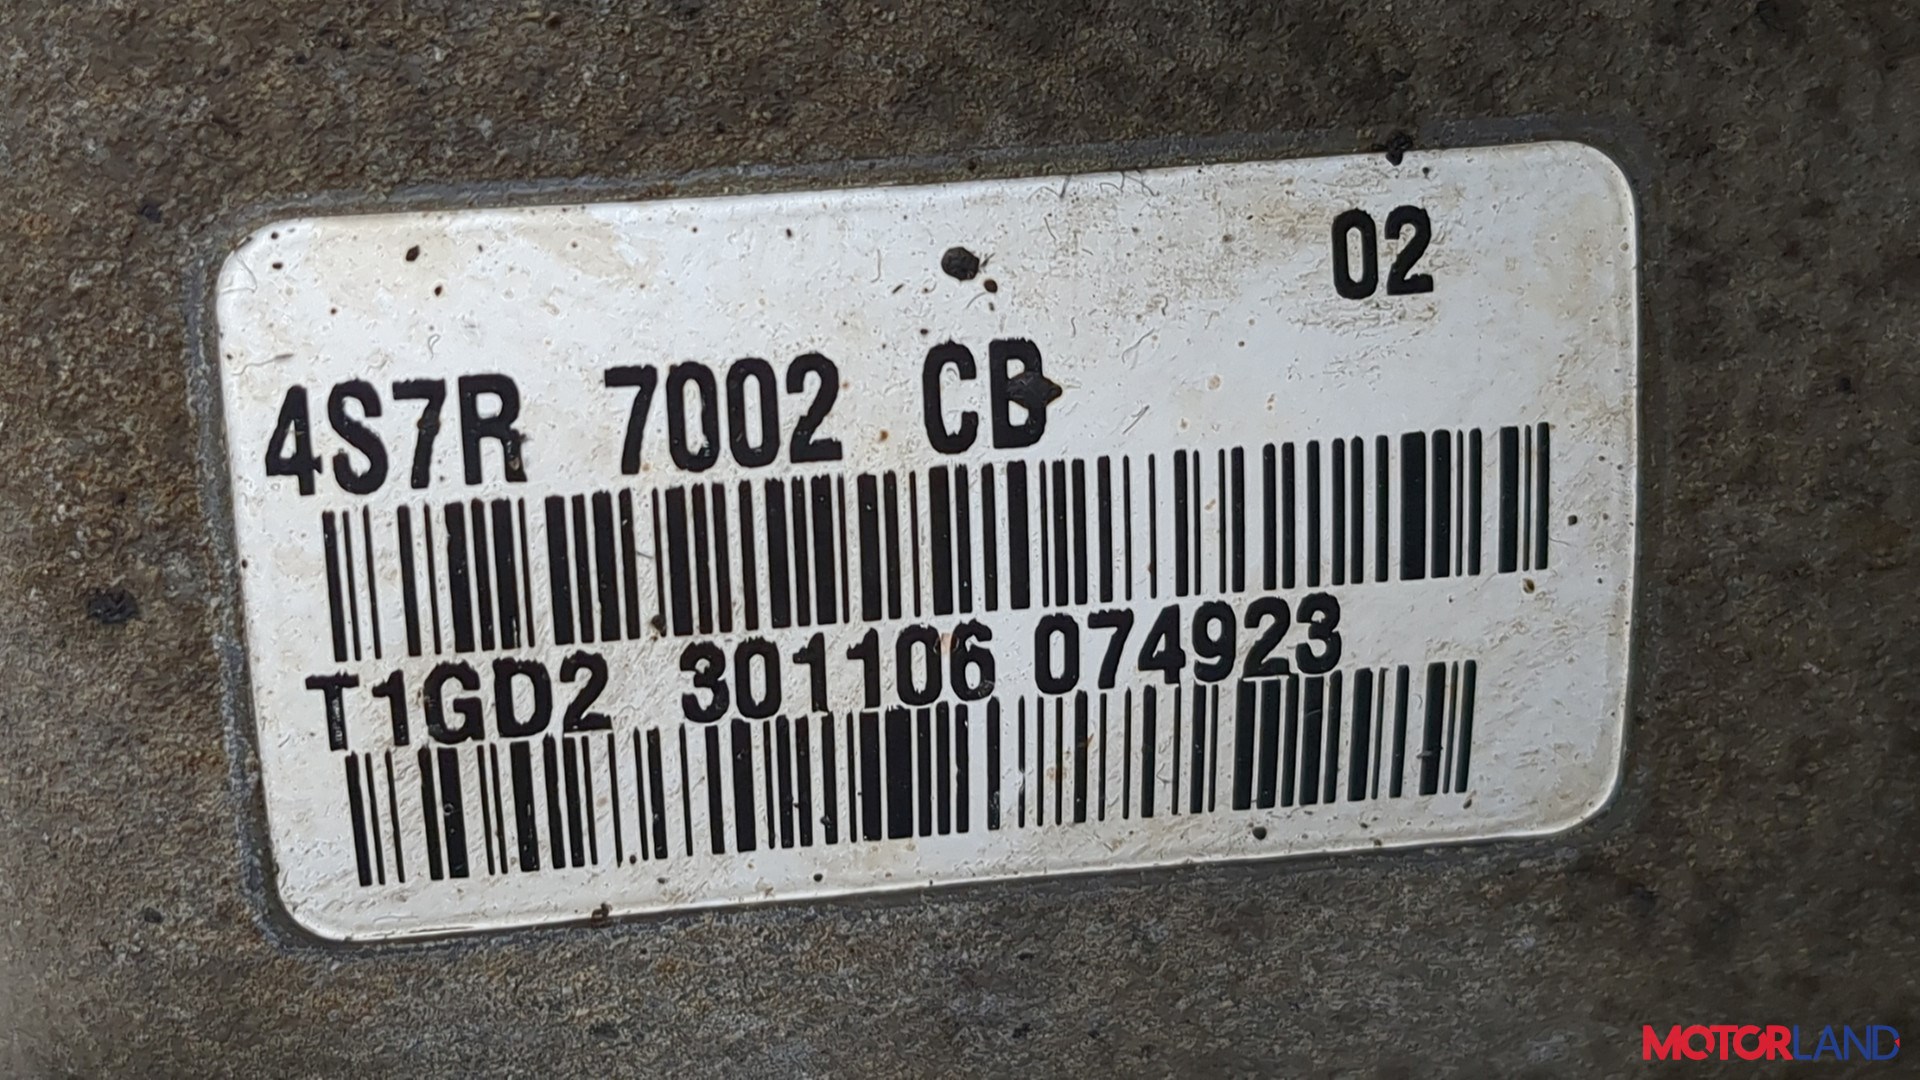 02
4S7R 7002 CB
T1GD2 301106 074923
MOTORLAND